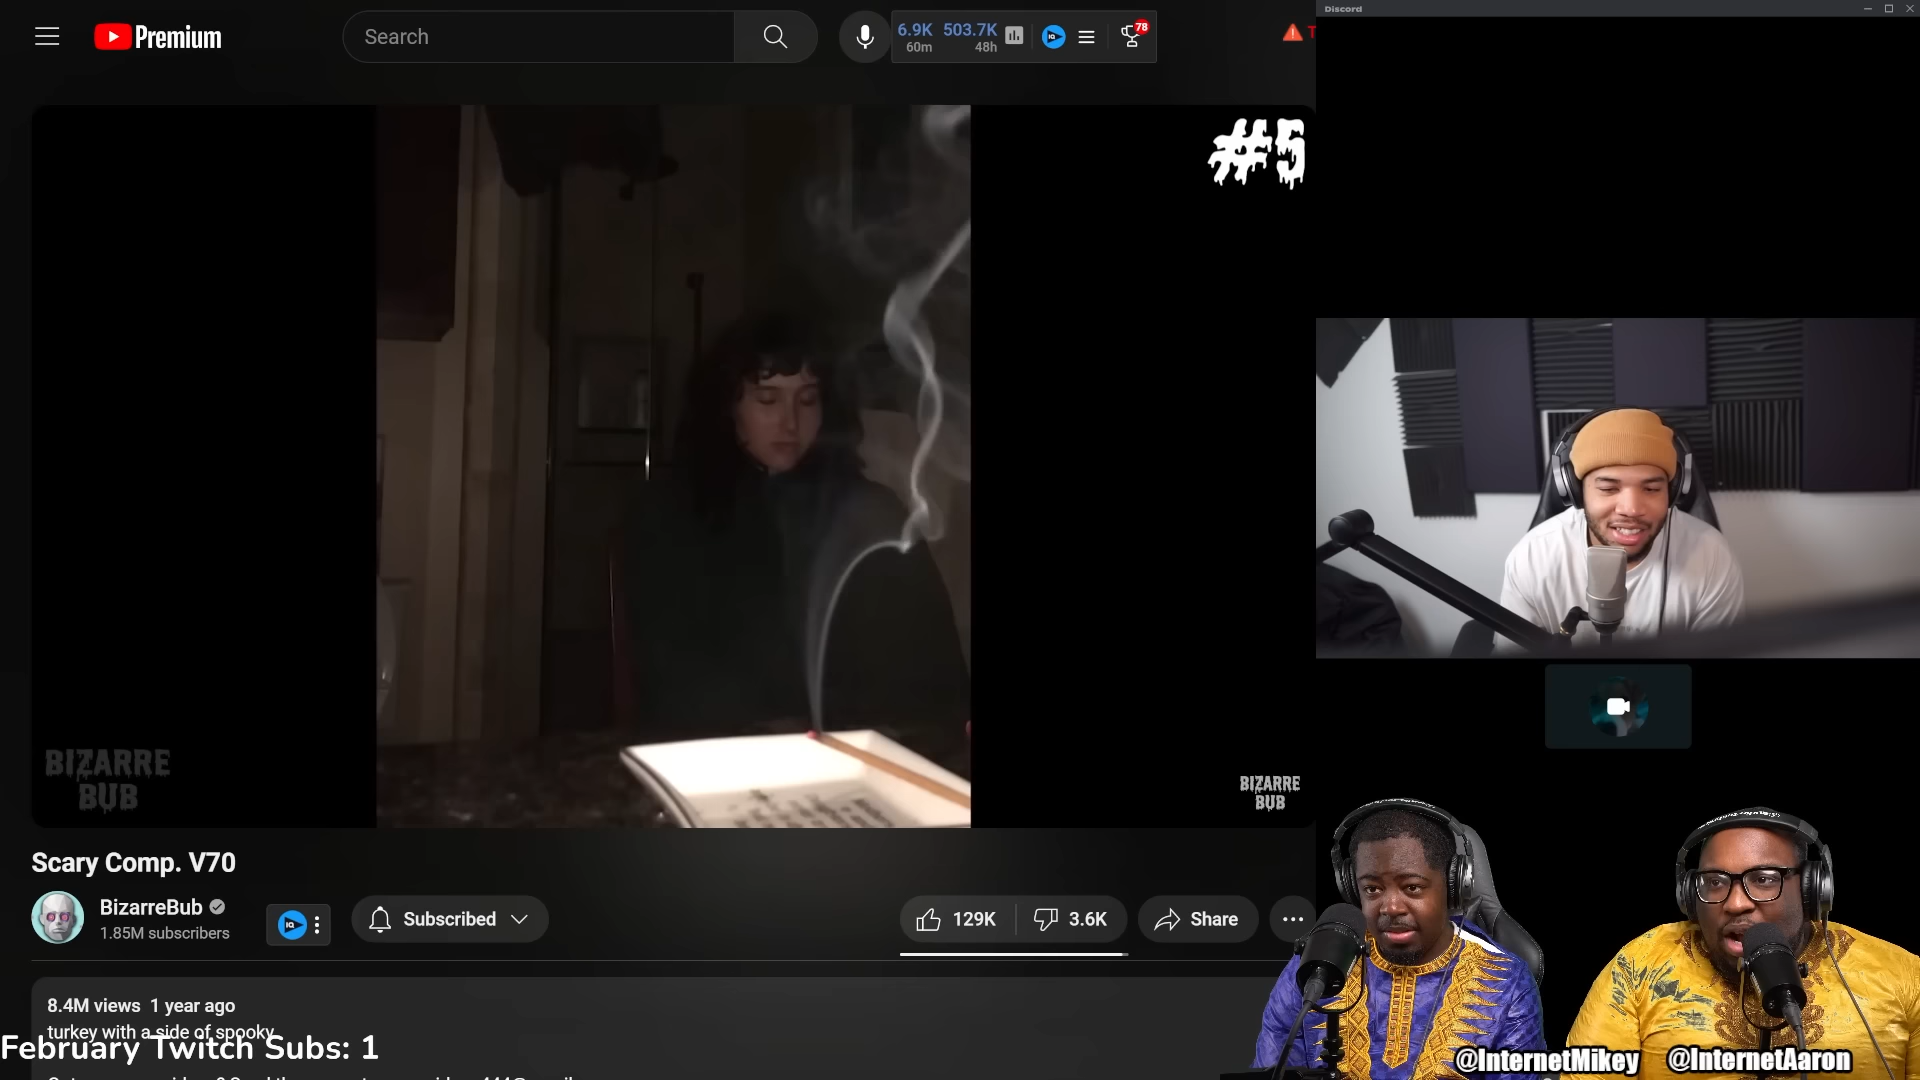 Premium
Search
6.9K 503.7K
60m 48h
78
T
Discord
#5
BIZARRE
BUB
BIZARRE
BUB
Scary Comp. V70
BizarreBub
1.85M subscribers
IQ
Subscribed
129K
3.6K
Share
8.4M views 1 year ago
turkey with a side of spooky
February Twitch Subs: 1
@InternetMikey
@InternetAaron